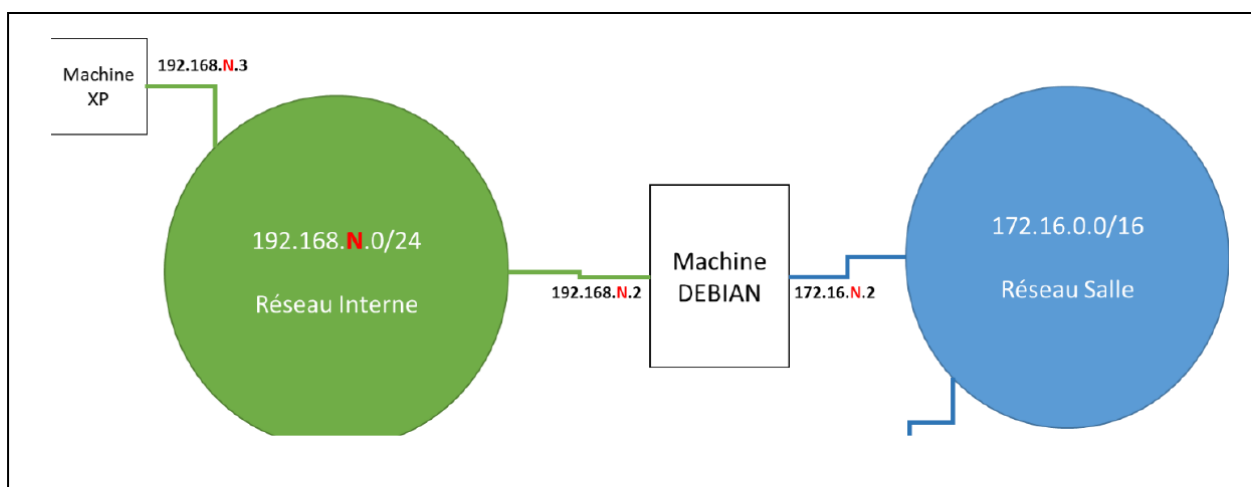 Machine
XP
192.168.N.3
192.168.N.0/24
Réseau Interne
192.168.N.2
Machine
DEBIAN
172.16.N.2
172.16.0.0/16
Réseau Salle